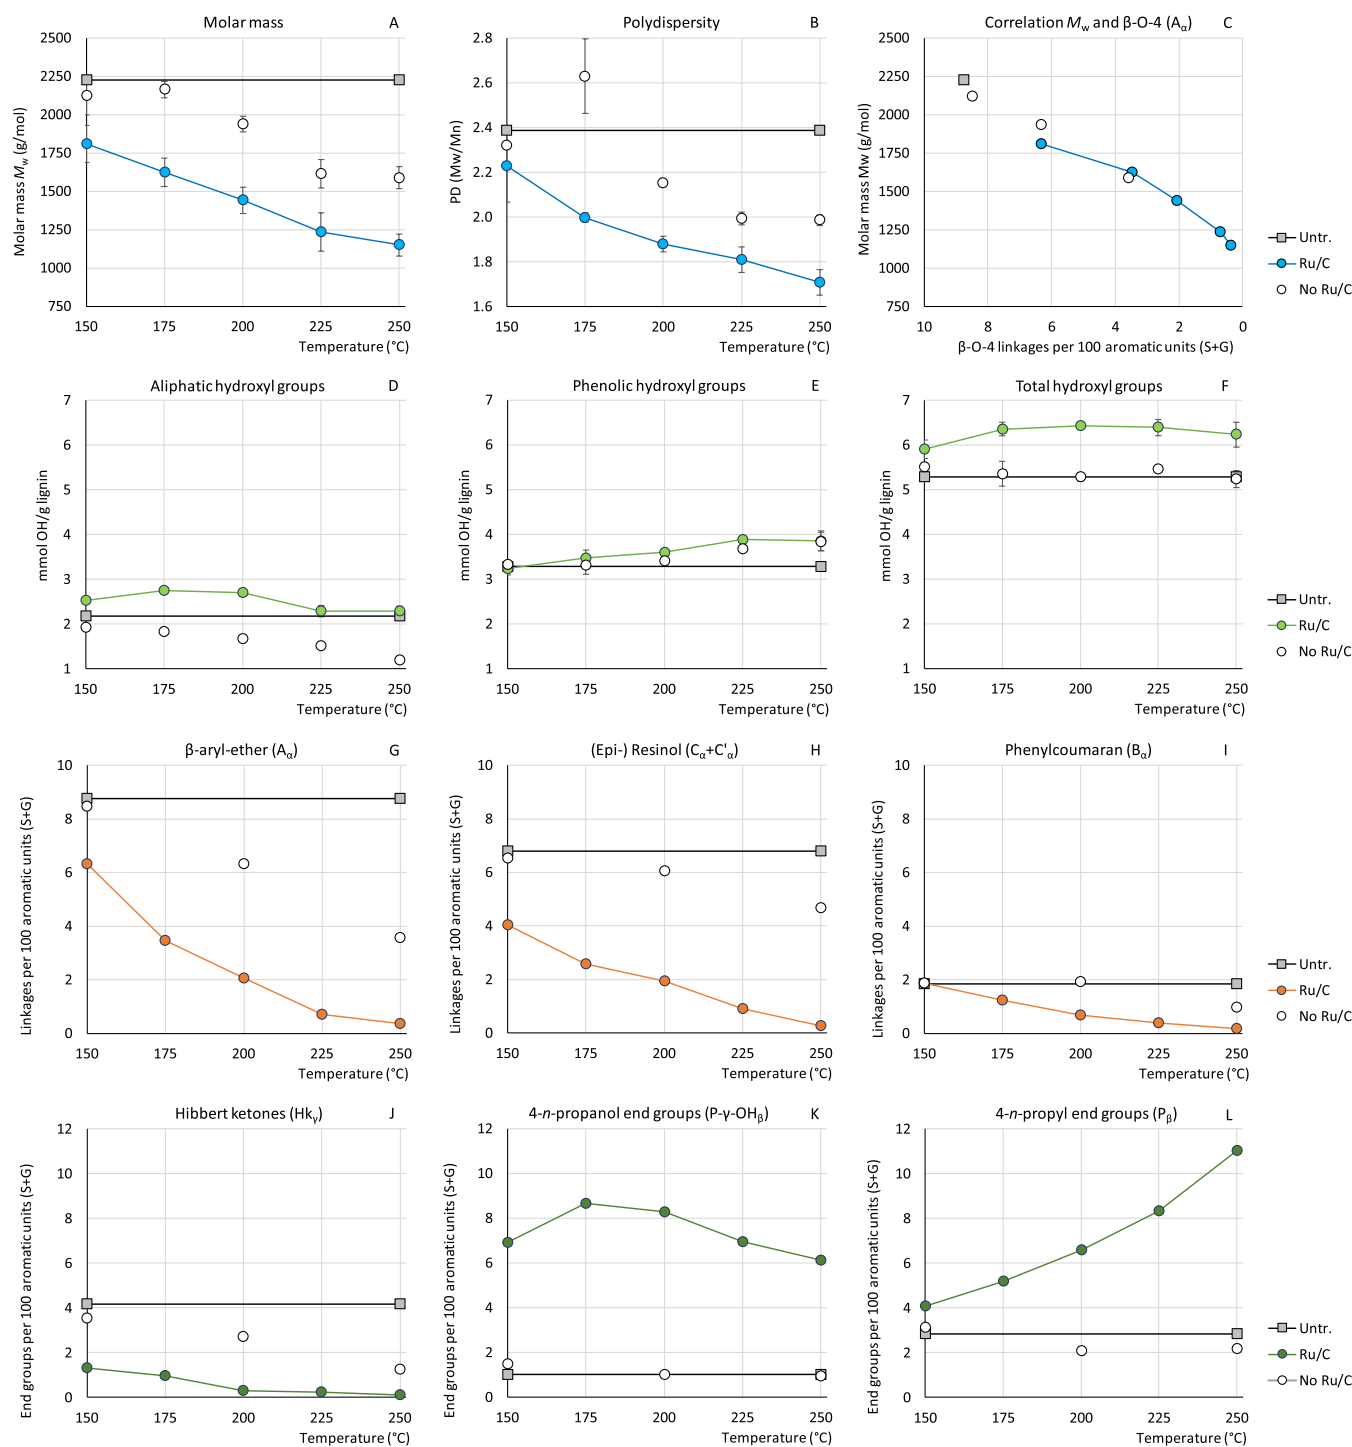 Molar mass A
2500
2250
2000
1750
1500
1250
1000
750
150 175 200 225 250
Temperature (°C)
Molar mass Mw (g/mol)
Polydispersity B
2.8
2.6
2.4
2.2
2.0
1.8
1.6
150 175 200 225 250
Temperature (°C)
PD (Mw/Mn)
Correlation Mw and β-O-4 (Aα) C
2500
2250
2000
1750
1500
1250
1000
750
10 8 6 4 2 0
β-O-4 linkages per 100 aromatic units (S+G)
Molar mass Mw (g/mol)
Untr.
Ru/C
No Ru/C
Aliphatic hydroxyl groups D
7
6
5
4
3
2
1
150 175 200 225 250
Temperature (°C)
mmol OH/g lignin
Phenolic hydroxyl groups E
7
6
5
4
3
2
1
150 175 200 225 250
Temperature (°C)
mmol OH/g lignin
Total hydroxyl groups F
7
6
5
4
3
2
1
150 175 200 225 250
Temperature (°C)
mmol OH/g lignin
Untr.
Ru/C
No Ru/C
β-aryl-ether (Aα) G
10
8
6
4
2
0
150 175 200 225 250
Temperature (°C)
Linkages per 100 aromatic units (S+G)
(Epi-) Resinol (Cα+C'α) H
10
8
6
4
2
0
150 175 200 225 250
Temperature (°C)
Linkages per 100 aromatic units (S+G)
Phenylcoumaran (Bα) I
10
8
6
4
2
0
150 175 200 225 250
Temperature (°C)
Linkages per 100 aromatic units (S+G)
Untr.
Ru/C
No Ru/C
Hibbert ketones (Hkγ) J
12
10
8
6
4
2
0
150 175 200 225 250
Temperature (°C)
End groups per 100 aromatic units (S+G)
4-n-propanol end groups (P-γ-OHβ) K
12
10
8
6
4
2
0
150 175 200 225 250
Temperature (°C)
End groups per 100 aromatic units (S+G)
4-n-propyl end groups (Pβ) L
12
10
8
6
4
2
0
150 175 200 225 250
Temperature (°C)
End groups per 100 aromatic units (S+G)
Untr.
Ru/C
No Ru/C